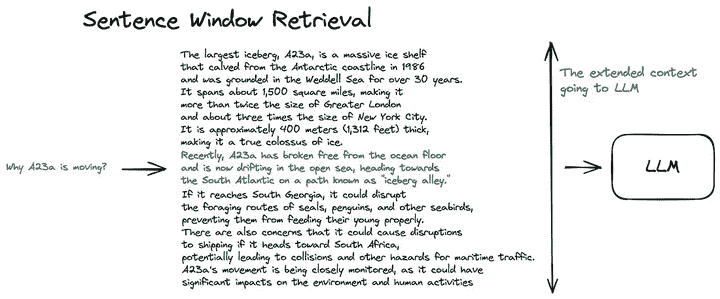 Sentence Window Retrieval
The largest iceberg, A23a, is a massive ice shelf
that calved from the Antarctic coastline in 1986
and was grounded in the Weddell Sea for over 30 years.
It spans about 1,500 square miles, making it
more than twice the size of Greater London
and about three times the size of New York City.
It is approximately 400 meters (1,312 feet) thick,
making it a true colossus of ice.
Recently, A23a has broken free from the ocean floor
and is now drifting in the open sea, heading towards
the South Atlantic on a path known as "iceberg alley."
If it reaches South Georgia, it could disrupt
the foraging routes of seals, penguins, and other seabirds,
preventing them from feeding their young properly.
There are also concerns that it could cause disruptions
to shipping if it heads toward South Africa,
potentially leading to collisions and other hazards for maritime traffic.
A23a's movement is being closely monitored, as it could have
significant impacts on the environment and human activities
Why A23a is moving?
The extended context
going to LLM
LLM